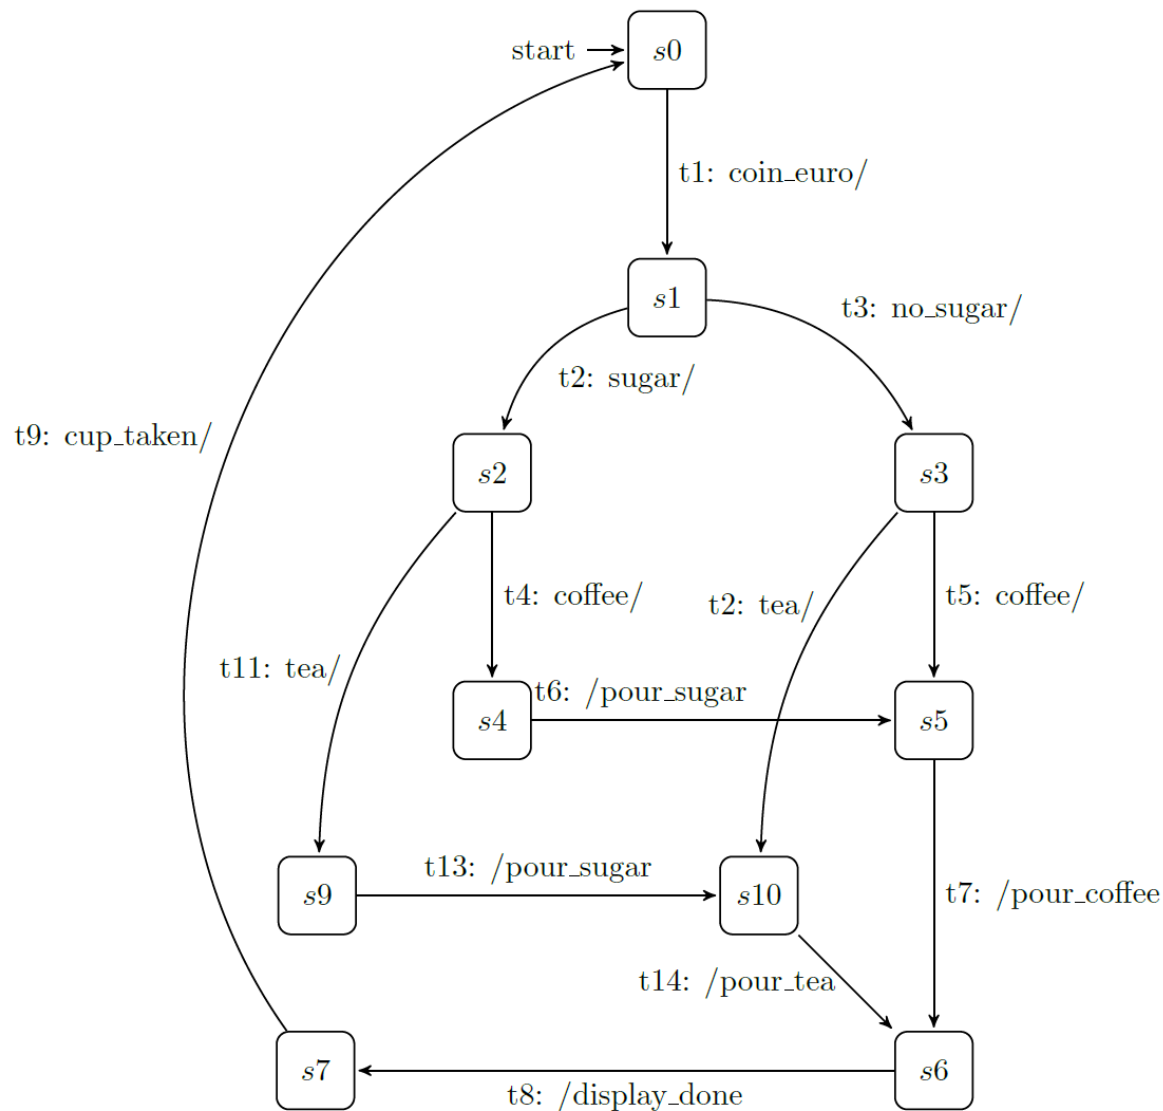 start
s0
t1: coin_euro/
s1
t3: no_sugar/
t2: sugar/
t9: cup_taken/
s2
s3
t4: coffee/
t2: tea/
t5: coffee/
t11: tea/
s4
t6: /pour_sugar
s5
t13: /pour_sugar
s9
s10
t7: /pour_coffee
t14: /pour_tea
s7
s6
t8: /display_done